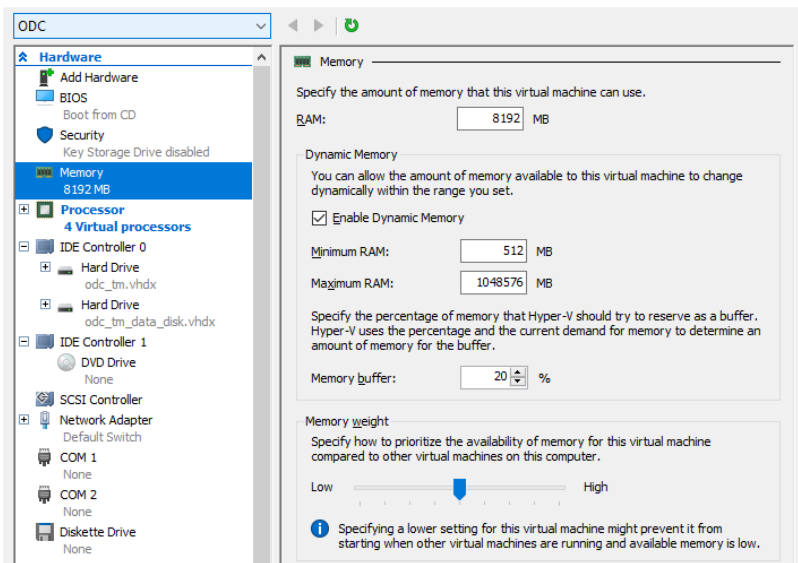 ODC
Hardware
Add Hardware
BIOS
Boot from CD
Security
Key Storage Drive disabled
Memory
8192 MB
Processor
4 Virtual processors
IDE Controller 0
Hard Drive
odc_tm.vhdx
Hard Drive
odc_tm_data_disk.vhdx
IDE Controller 1
DVD Drive
None
SCSI Controller
Network Adapter
Default Switch
COM 1
None
COM 2
None
Diskette Drive
None
Memory
Specify the amount of memory that this virtual machine can use.
RAM: 8192 MB
Dynamic Memory
You can allow the amount of memory available to this virtual machine to change
dynamically within the range you set.
Enable Dynamic Memory
Minimum RAM: 512 MB
Maximum RAM: 1048576 MB
Specify the percentage of memory that Hyper-V should try to reserve as a buffer.
Hyper-V uses the percentage and the current demand for memory to determine an
amount of memory for the buffer.
Memory buffer: 20 %
Memory weight
Specify how to prioritize the availability of memory for this virtual machine
compared to other virtual machines on this computer.
Low High
Specifying a lower setting for this virtual machine might prevent it from
starting when other virtual machines are running and available memory is low.